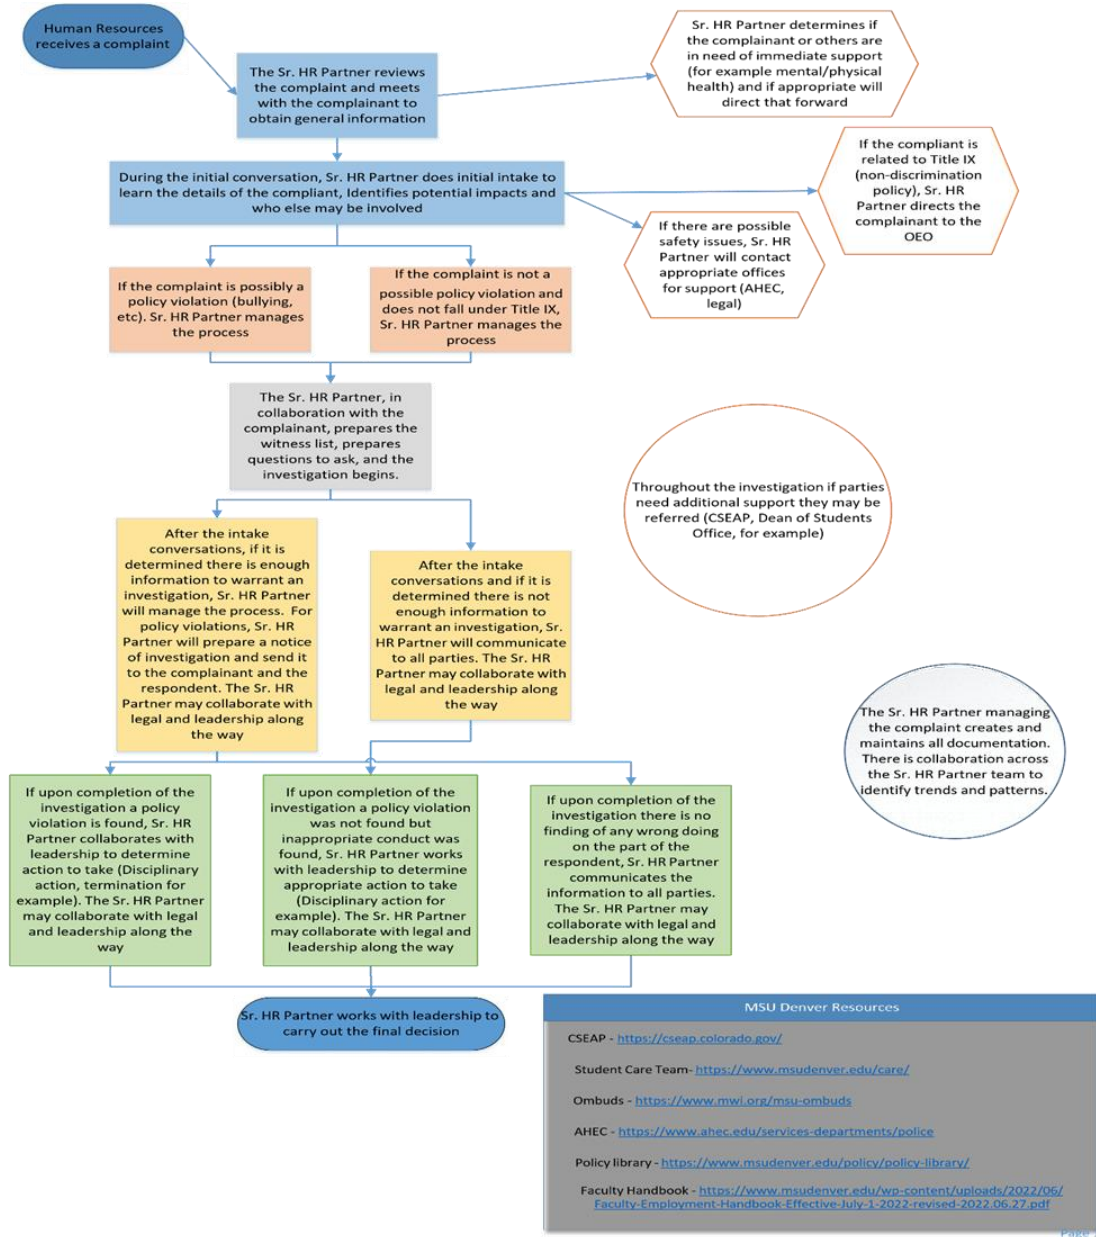 Human Resources
receives a complaint
Sr. HR Partner determines if
the complainant or others are
in need of immediate support
(for example mental/physical
health) and if appropriate will
direct that forward
The Sr. HR Partner reviews
the complaint and meets
with the complainant to
obtain general information
If the compliant is
related to Title IX
(non-discrimination
policy), Sr. HR
Partner directs the
complainant to the
OEO
During the initial conversation, Sr. HR Partner does initial intake to
learn the details of the compliant, Identifies potential impacts and
who else may be involved
If there are possible
safety issues, Sr. HR
Partner will contact
appropriate offices
for support (AHEC,
legal)
If the complaint is possibly a
policy violation (bullying,
etc). Sr. HR Partner manages
the process
If the complaint is not a
possible policy violation and
does not fall under Title IX,
Sr. HR Partner manages the
process
The Sr. HR Partner, in
collaboration with the
complainant, prepares the
witness list, prepares
questions to ask, and the
investigation begins.
Throughout the investigation if parties
need additional support they may be
referred (CSEAP, Dean of Students
Office, for example)
After the intake
conversations, if it is
determined there is enough
information to warrant an
investigation, Sr. HR Partner
will manage the process. For
policy violations, Sr. HR
Partner will prepare a notice
of investigation and send it
to the complainant and the
respondent. The Sr. HR
Partner may collaborate with
legal and leadership along
the way
After the intake
conversations and if it is
determined there is not
enough information to
warrant an investigation, Sr.
HR Partner will communicate
to all parties. The Sr. HR
Partner may collaborate with
legal and leadership along
the way
The Sr. HR Partner managing
the complaint creates and
maintains all documentation.
There is collaboration across
the Sr. HR Partner team to
identify trends and patterns.
If upon completion of the
investigation a policy
violation is found, Sr. HR
Partner collaborates with
leadership to determine
action to take (Disciplinary
action, termination for
example). The Sr. HR Partner
may collaborate with legal
and leadership along the
way
If upon completion of the
investigation a policy violation
was not found but
inappropriate conduct was
found, Sr. HR Partner works
with leadership to determine
appropriate action to take
(Disciplinary action for
example). The Sr. HR Partner
may collaborate with legal and
leadership along the way
If upon completion of the
investigation there is no
finding of any wrong doing
on the part of the
respondent, Sr. HR Partner
communicates the
information to all parties.
The Sr. HR Partner may
collaborate with legal and
leadership along the way
Sr. HR Partner works with leadership to
carry out the final decision
MSU Denver Resources
CSEAP - https://cseap.colorado.gov/
Student Care Team- https://www.msudenver.edu/care/
Ombuds - https://www.mwi.org/msu-ombuds
AHEC - https://www.ahec.edu/services-departments/police
Policy library - https://www.msudenver.edu/policy/policy-library/
Faculty Handbook - https://www.msudenver.edu/wp-content/uploads/2022/06/
Faculty-Employment-Handbook-Effective-July-1-2022-revised-2022.06.27.pdf
Page